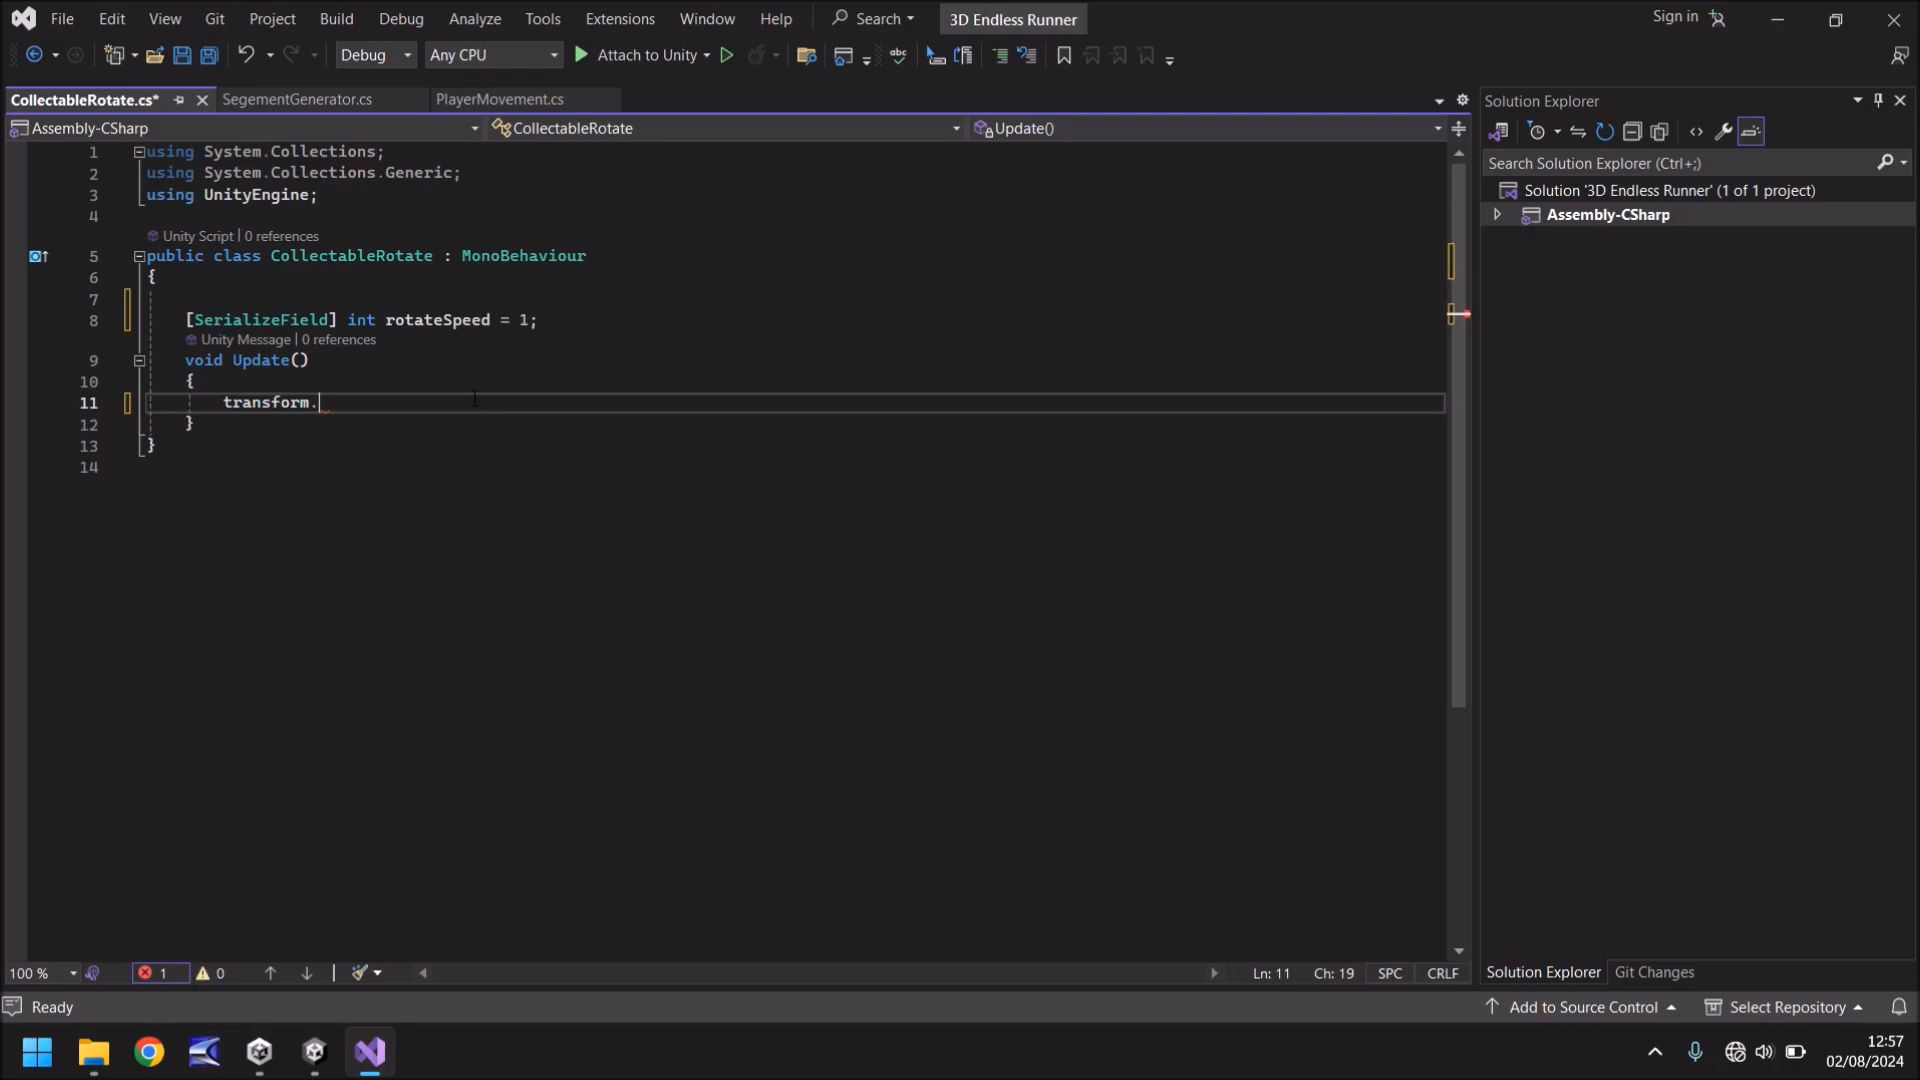 File Edit View Git Project Build Debug Analyze Tools Extensions Window Help Search 3D Endless Runner Sign in
Debug Any CPU Attach to Unity
CollectableRotate.cs* SegementGenerator.cs PlayerMovement.cs
Assembly-CSharp CollectableRotate Update()
1 using System.Collections;
2 using System.Collections.Generic;
3 using UnityEngine;
4
Unity Script | 0 references
5 public class CollectableRotate : MonoBehaviour
6 {
7
8 [SerializeField] int rotateSpeed = 1;
Unity Message | 0 references
9 void Update()
10 {
11 transform.
12 }
13 }
14
Solution Explorer
Search Solution Explorer (Ctrl+;)
Solution '3D Endless Runner' (1 of 1 project)
Assembly-CSharp
100 % 1 0 Ln: 11 Ch: 19 SPC CRLF
Solution Explorer Git Changes
Ready Add to Source Control Select Repository
12:57
02/08/2024